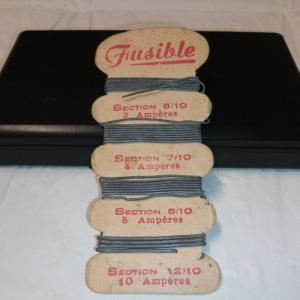 Fusible
SECTION 6/10
3 Ampères
SECTION 7/10
4 Ampères
SECTION 8/10
5 Ampères
SECTION 12/10
10 Ampères